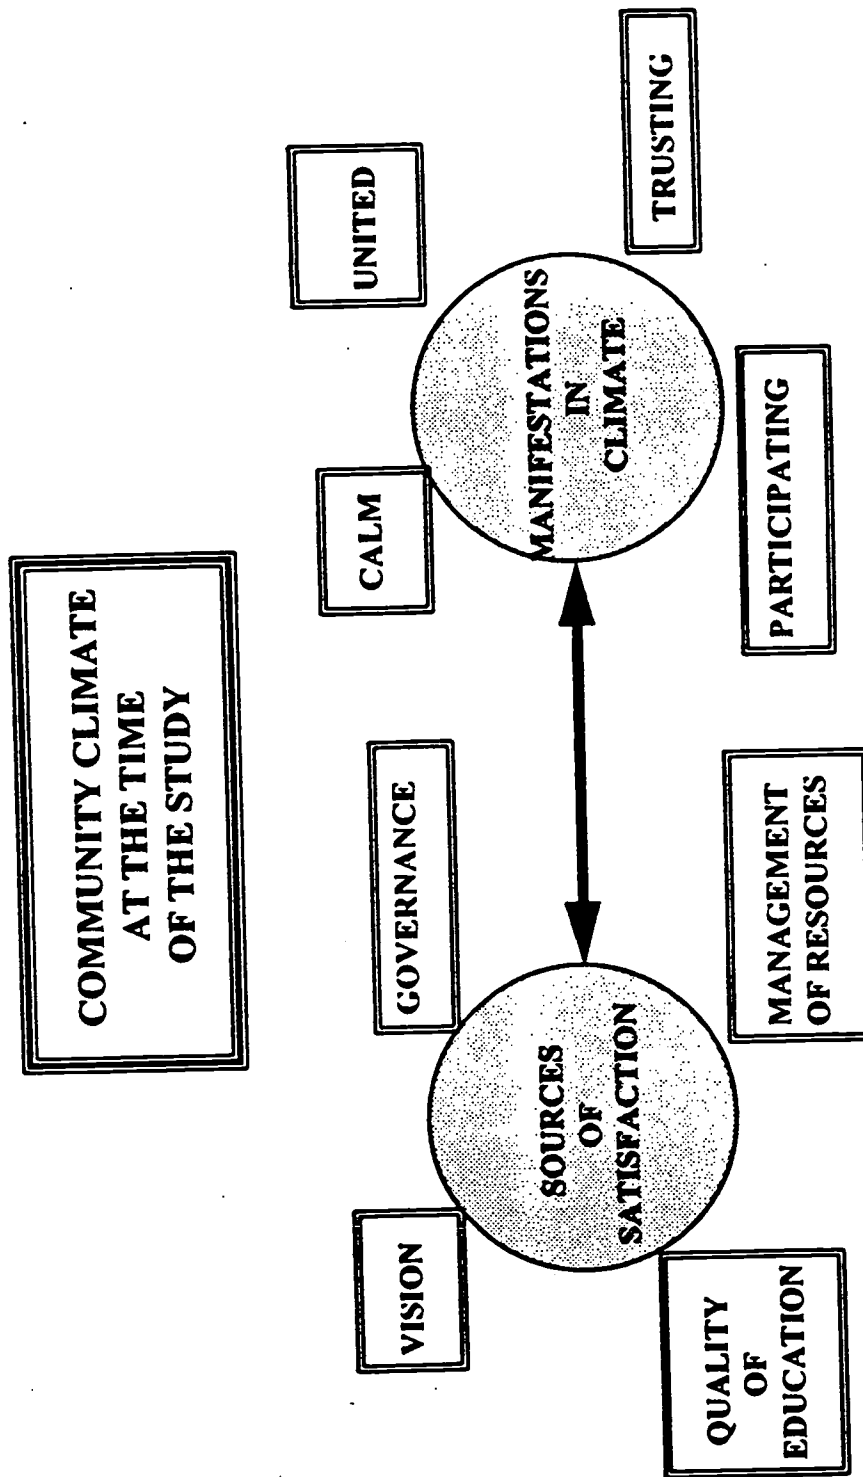 COMMUNITY CLIMATE
AT THE TIME
OF THE STUDY
VISION
GOVERNANCE
CALM
UNITED
SOURCES
OF
SATISFACTION
MANIFESTATIONS
IN
CLIMATE
QUALITY
OF
EDUCATION
MANAGEMENT
OF RESOURCES
PARTICIPATING
TRUSTING